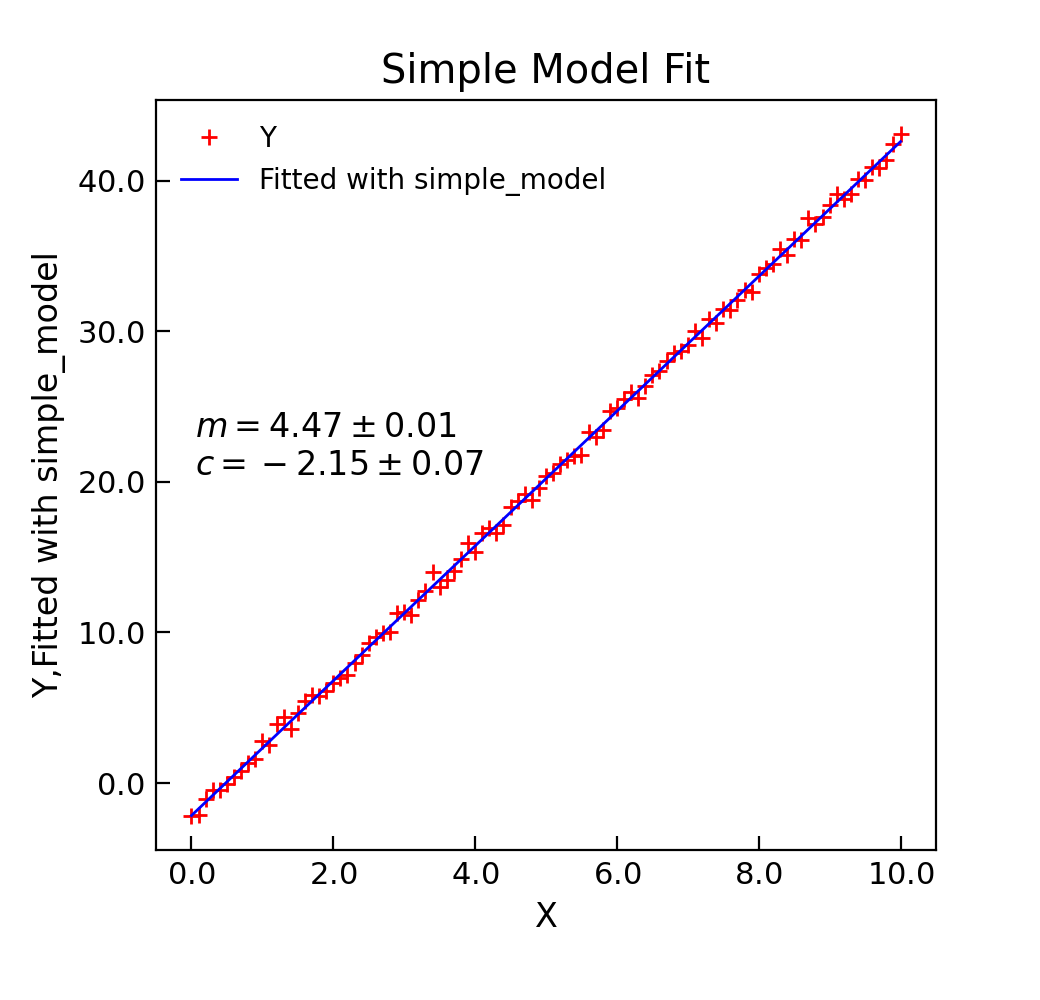 Simple Model Fit
Y
Fitted with simple_model
40.0
30.0
20.0
10.0
0.0
Y,Fitted with simple_model
m = 4.47 ± 0.01
c = − 2.15 ± 0.07
0.0 2.0 4.0 6.0 8.0 10.0
X